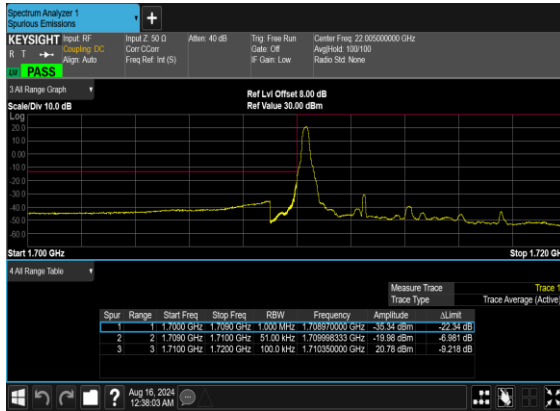 Spectrum Analyzer 1
Spurious Emissions
KEYSIGHT Input: RF Input Z: 50 Ω Atten: 40 dB Trig: Free Run Center Freq: 22.005000000 GHz
R T Coupling: DC Corr CCorr Gate: Off Avg|Hold: 100/100
Align: Auto Freq Ref: Int (S) IF Gain: Low Radio Std: None
PASS
3 All Range Graph
Ref Lvl Offset 8.00 dB
Scale/Div 10.0 dB Ref Value 30.00 dBm
Log
20.0
10.0
0.00
-10.0
-20.0
-30.0
-40.0
-50.0
-60.0
Start 1.700 GHz Stop 1.720 GH
4 All Range Table
Measure Trace Trace 1
Trace Type Trace Average (Active)
Spur Range Start Freq Stop Freq RBW Frequency Amplitude ΔLimit
1 1 1.7000 GHz 1.7090 GHz 1.000 MHz 1.708970000 GHz -35.34 dBm -22.34 dB
2 2 1.7090 GHz 1.7100 GHz 51.00 kHz 1.709998333 GHz -19.98 dBm -6.981 dB
3 3 1.7100 GHz 1.7200 GHz 100.0 kHz 1.710350000 GHz 20.78 dBm -9.218 dB
? Aug 16, 2024
12:38:03 AM